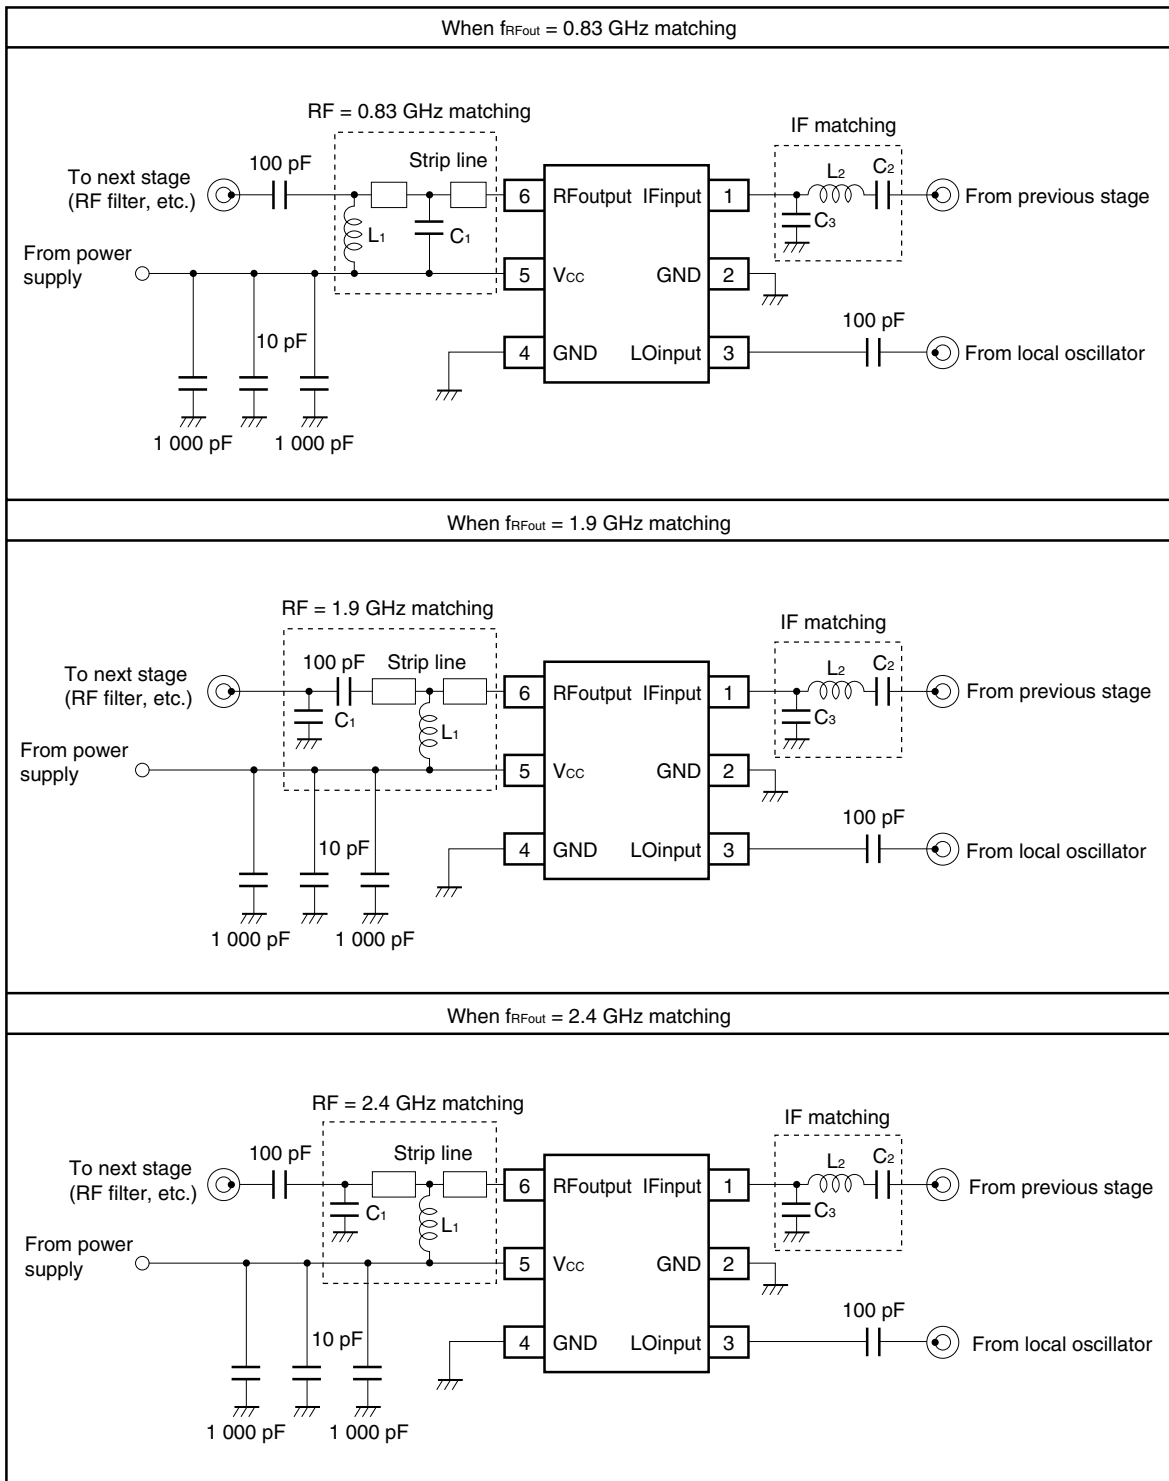 When fRFout = 0.83 GHz matching
RF = 0.83 GHz matching
IF matching
100 pF
Strip line
L2
C2
To next stage
(RF filter, etc.)
6
RFoutput
IFinput
1
From previous stage
L1
C1
C3
From power
supply
5
VCC
GND
2
100 pF
10 pF
4
GND
LOinput
3
From local oscillator
1 000 pF
1 000 pF
When fRFout = 1.9 GHz matching
RF = 1.9 GHz matching
IF matching
100 pF
Strip line
L2
C2
To next stage
(RF filter, etc.)
6
RFoutput
IFinput
1
From previous stage
C1
L1
C3
From power
supply
5
VCC
GND
2
100 pF
10 pF
4
GND
LOinput
3
From local oscillator
1 000 pF
1 000 pF
When fRFout = 2.4 GHz matching
RF = 2.4 GHz matching
IF matching
100 pF
Strip line
L2
C2
To next stage
(RF filter, etc.)
6
RFoutput
IFinput
1
From previous stage
C1
L1
C3
From power
supply
5
VCC
GND
2
100 pF
10 pF
4
GND
LOinput
3
From local oscillator
1 000 pF
1 000 pF